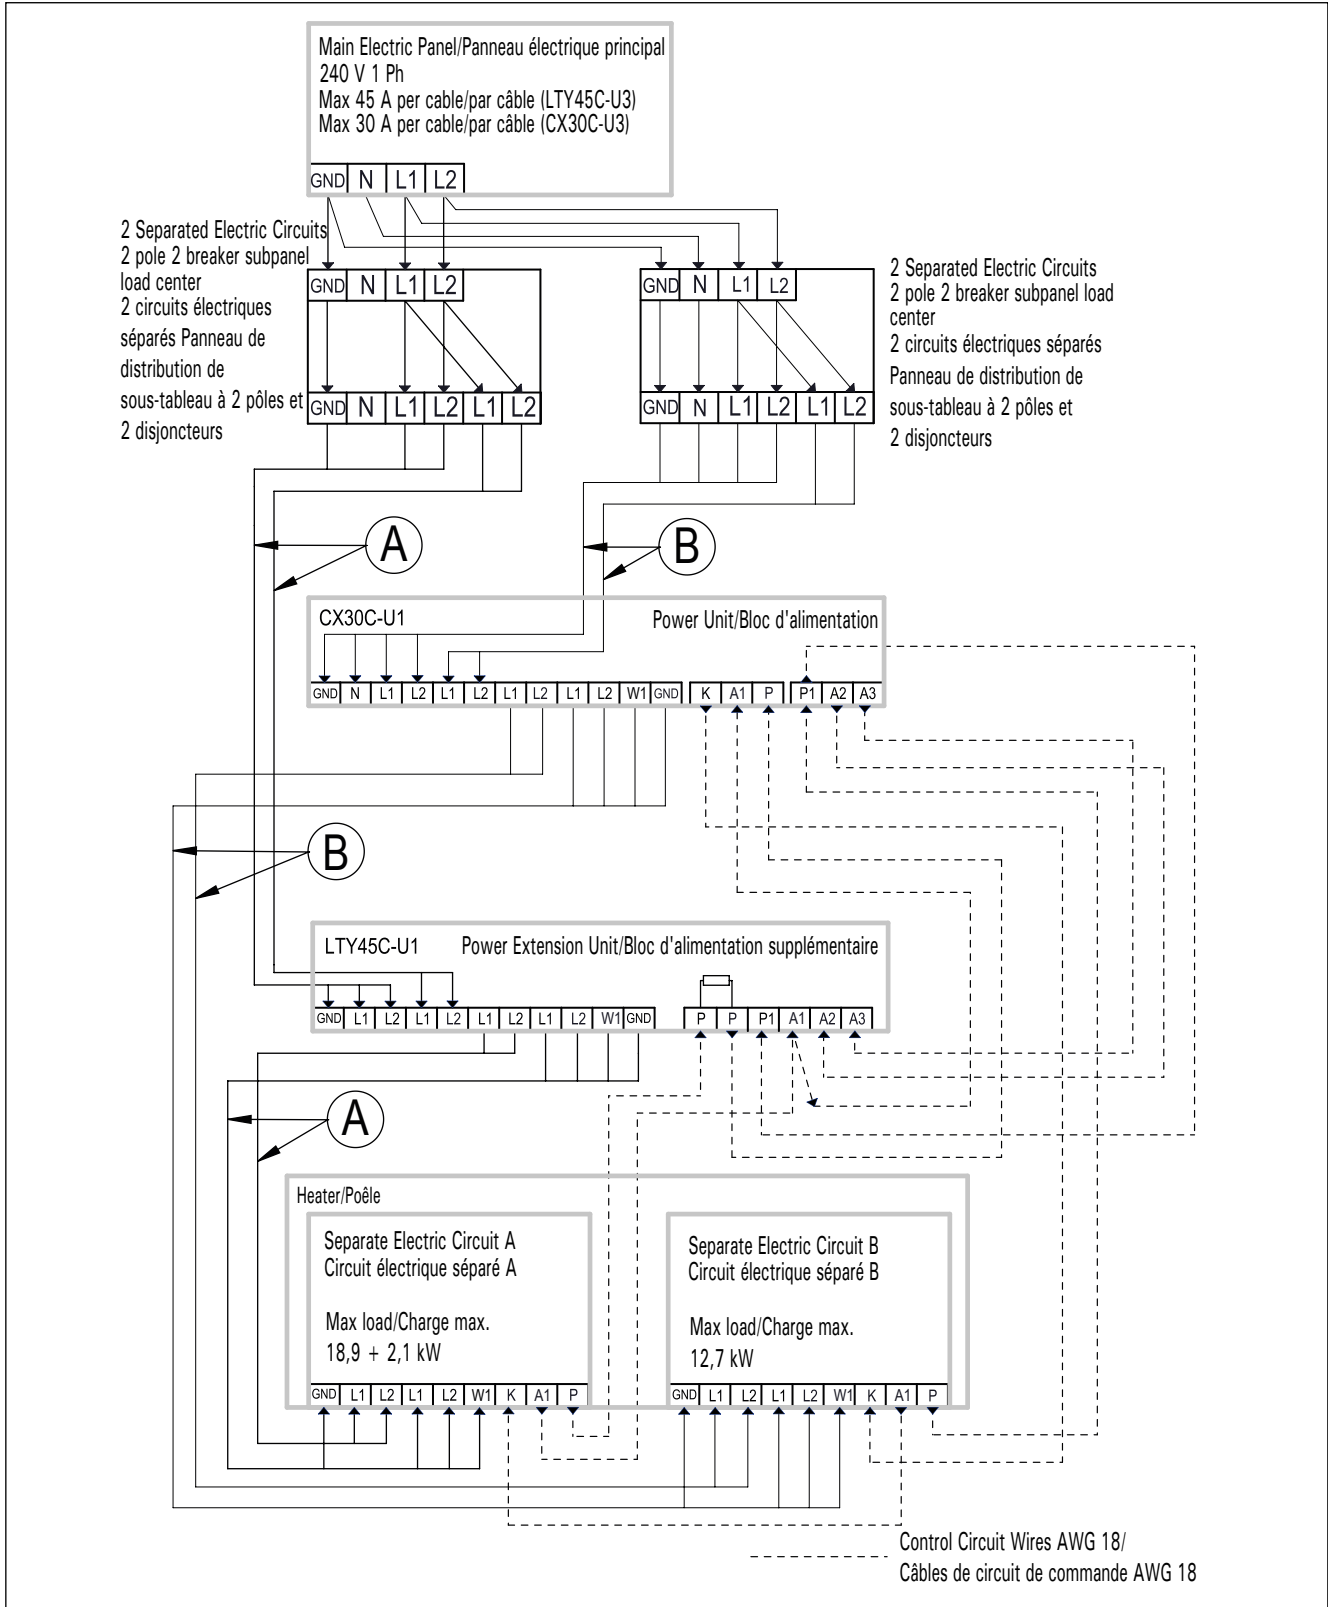 Main Electric Panel/Panneau électrique principal
240 V 1 Ph
Max 45 A per cable/par câble (LTY45C-U3)
Max 30 A per cable/par câble (CX30C-U3)
GND N L1 L2
2 Separated Electric Circuits
2 pole 2 breaker subpanel
load center
2 circuits électriques
séparés Panneau de
distribution de
sous-tableau à 2 pôles et
2 disjoncteurs
GND N L1 L2
GND N L1 L2 L1 L2
GND N L1 L2
GND N L1 L2 L1 L2
2 Separated Electric Circuits
2 pole 2 breaker subpanel load
center
2 circuits électriques séparés
Panneau de distribution de
sous-tableau à 2 pôles et
2 disjoncteurs
A
B
CX30C-U1
Power Unit/Bloc d'alimentation
GND N L1 L2 L1 L2 L1 L2 L1 L2 W1 GND K A1 P P1 A2 A3
B
LTY45C-U1
Power Extension Unit/Bloc d'alimentation supplémentaire
GND L1 L2 L1 L2 L1 L2 L1 L2 W1 GND P P P1 A1 A2 A3
A
Heater/Poêle
Separate Electric Circuit A
Circuit électrique séparé A
Max load/Charge max.
18,9 + 2,1 kW
GND L1 L2 L1 L2 W1 K A1 P
Separate Electric Circuit B
Circuit électrique séparé B
Max load/Charge max.
12,7 kW
GND L1 L2 L1 L2 W1 K A1 P
Control Circuit Wires AWG 18/
Câbles de circuit de commande AWG 18